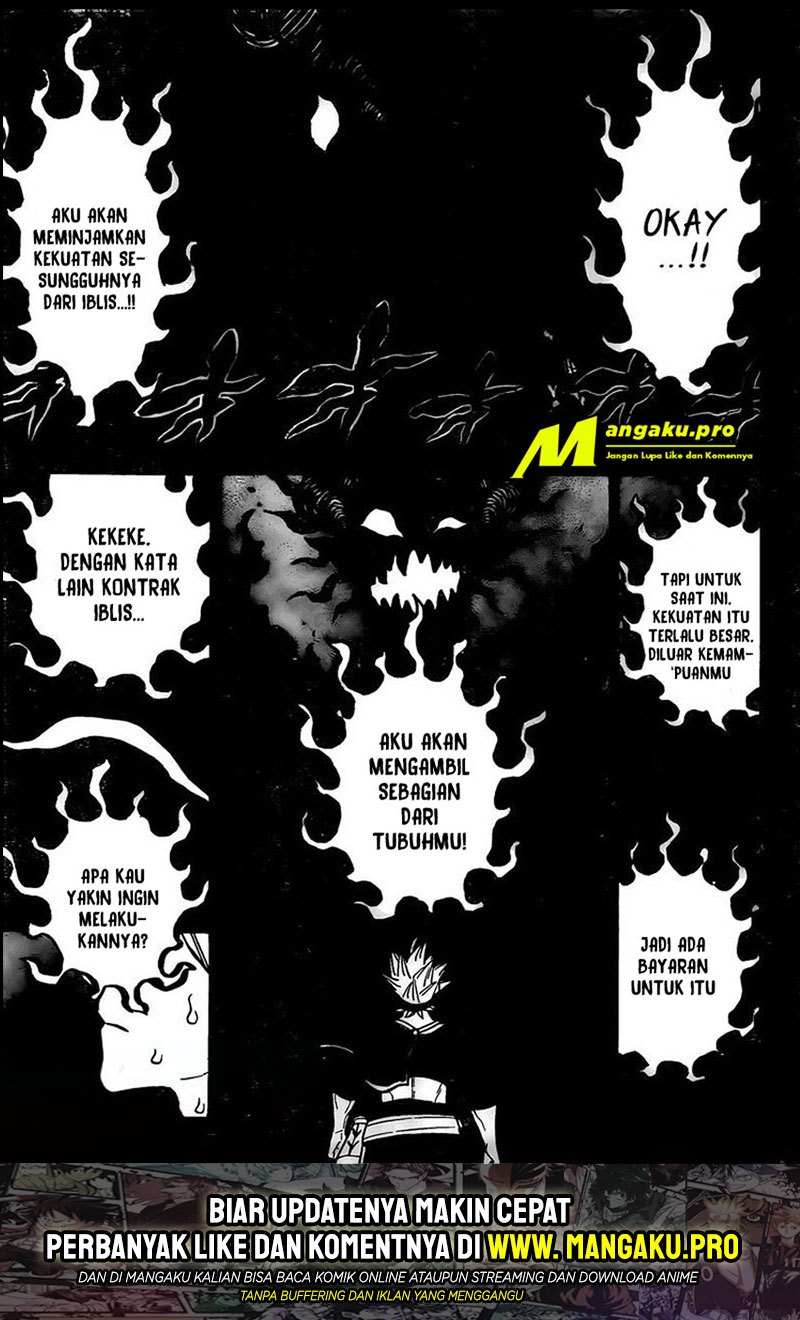 OKAY
...!!
AKU AKAN
MEMINJAMKAN
KEKUATAN SE-
SUNGGUHNYA
DARI IBLIS...!!
Mangaku.pro
Jangan Lupa Like dan Komennya
TAPI UNTUK
SAAT INI,
KEKUATAN ITU
TERLALU BESAR,
DILUAR KEMAM-
'PUANMU
JADI ADA
BAYARAN
UNTUK ITU
AKU AKAN
MENGAMBIL
SEBAGIAN
DARI
TUBUHMU!
KEKEKE,
DENGAN KATA
LAIN KONTRAK
IBLIS...
APA KAU
YAKIN INGIN
MELAKU-
KANNYA?
BIAR UPDATENYA MAKIN CEPAT
PERBANYAK LIKE DAN KOMENTNYA DI WWW. MANGAKU.PRO
DAN DI MANGAKU KALIAN BISA BACA KOMIK ONLINE ATAUPUN STREAMING DAN DOWNLOAD ANIME
TANPA BUFFERING DAN IKLAN YANG MENGGANGU